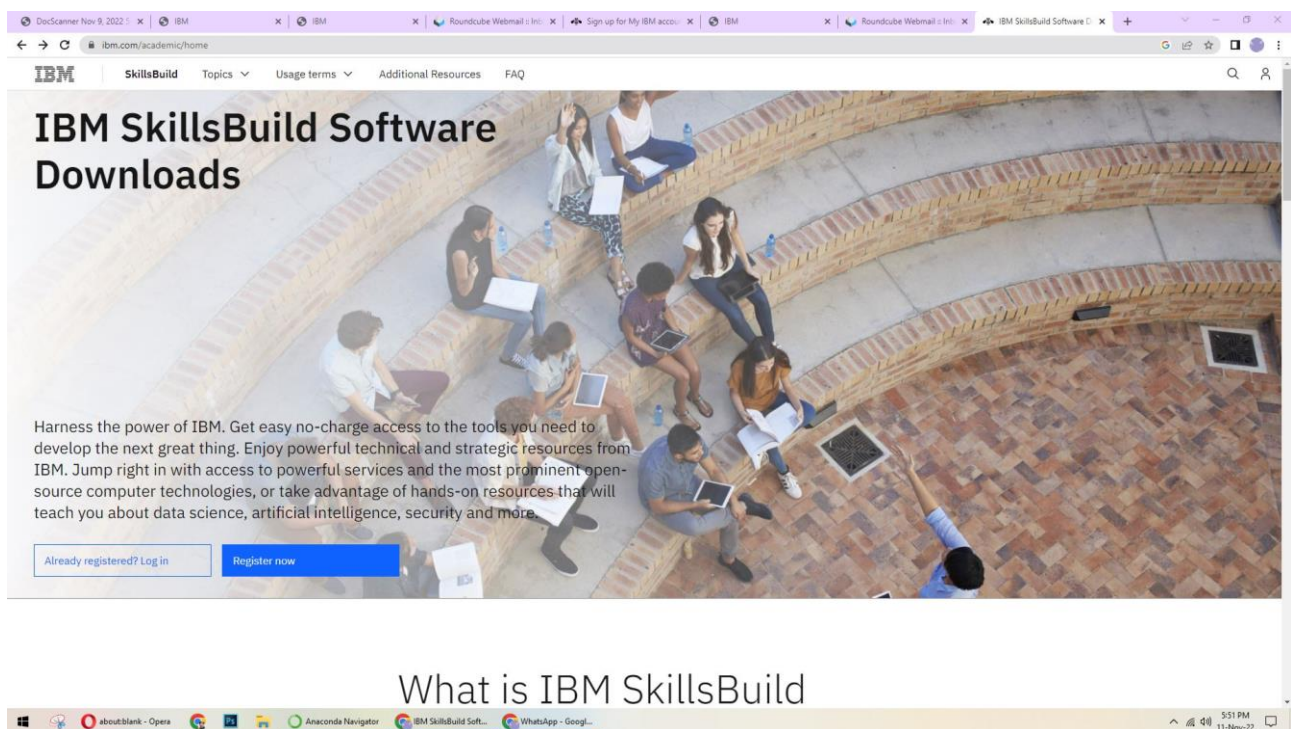 DocScanner Nov 9, 2022 5
IBM
IBM
Roundcube Webmail :: Inb
Sign up for My IBM accou
IBM
Roundcube Webmail :: Inb
IBM SkillsBuild Software D
ibm.com/academic/home
IBM
SkillsBuild
Topics
Usage terms
Additional Resources
FAQ
IBM SkillsBuild Software
Downloads
Harness the power of IBM. Get easy no-charge access to the tools you need to
develop the next great thing. Enjoy powerful technical and strategic resources from
IBM. Jump right in with access to powerful services and the most prominent open-
source computer technologies, or take advantage of hands-on resources that will
teach you about data science, artificial intelligence, security and more.
Already registered? Log in
Register now
What is IBM SkillsBuild
about:blank - Opera
Ps
Anaconda Navigator
IBM SkillsBuild Soft...
WhatsApp - Googl...
5:51 PM
11-Nov-22